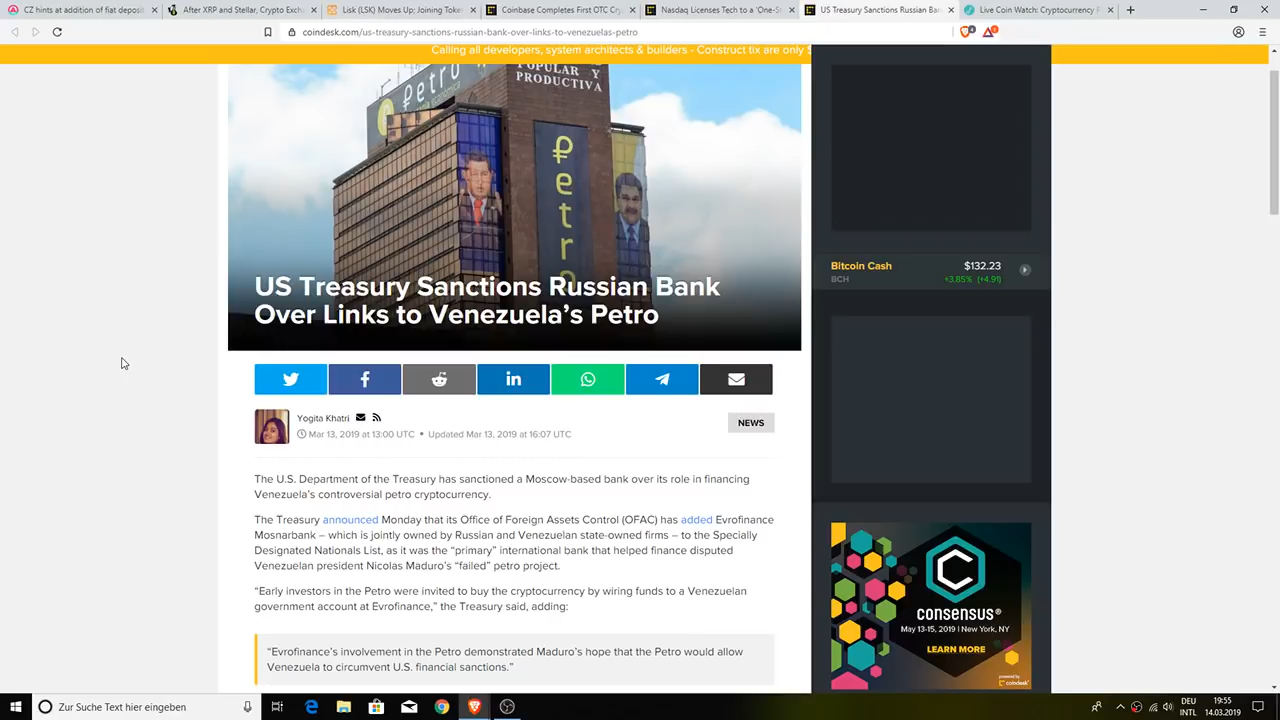 CZ hints at addition of fiat deposit
After XRP and Stellar, Crypto Exch
Lisk (LSK) Moves Up; Joining Toke
Coinbase Completes First OTC Cr
Nasdaq Licenses Tech to a 'One-S
US Treasury Sanctions Russian Ban
Live Coin Watch: Cryptocurrency P
coindesk.com/us-treasury-sanctions-russian-bank-over-links-to-venezuelas-petro
Calling all developers, system architects & builders - Construct tix are only $
petro
POPULAR Y
PRODUCTIVA
petro
US Treasury Sanctions Russian Bank
Over Links to Venezuela's Petro
Yogita Khatri
Mar 13, 2019 at 13:00 UTC • Updated Mar 13, 2019 at 16:07 UTC
NEWS
The U.S. Department of the Treasury has sanctioned a Moscow-based bank over its role in financing
Venezuela's controversial petro cryptocurrency.
The Treasury announced Monday that its Office of Foreign Assets Control (OFAC) has added Evrofinance
Mosnarbank – which is jointly owned by Russian and Venezuelan state-owned firms – to the Specially
Designated Nationals List, as it was the “primary” international bank that helped finance disputed
Venezuelan president Nicolas Maduro's “failed” petro project.
“Early investors in the Petro were invited to buy the cryptocurrency by wiring funds to a Venezuelan
government account at Evrofinance,” the Treasury said, adding:
“Evrofinance's involvement in the Petro demonstrated Maduro's hope that the Petro would allow
Venezuela to circumvent U.S. financial sanctions.”
Bitcoin Cash
$132.23
BCH
+3.85% (+4.91)
consensus®
May 13-15, 2019 | New York, NY
LEARN MORE
powered by
coindesk
Zur Suche Text hier eingeben
DEU
INTL
19:55
14.03.2019